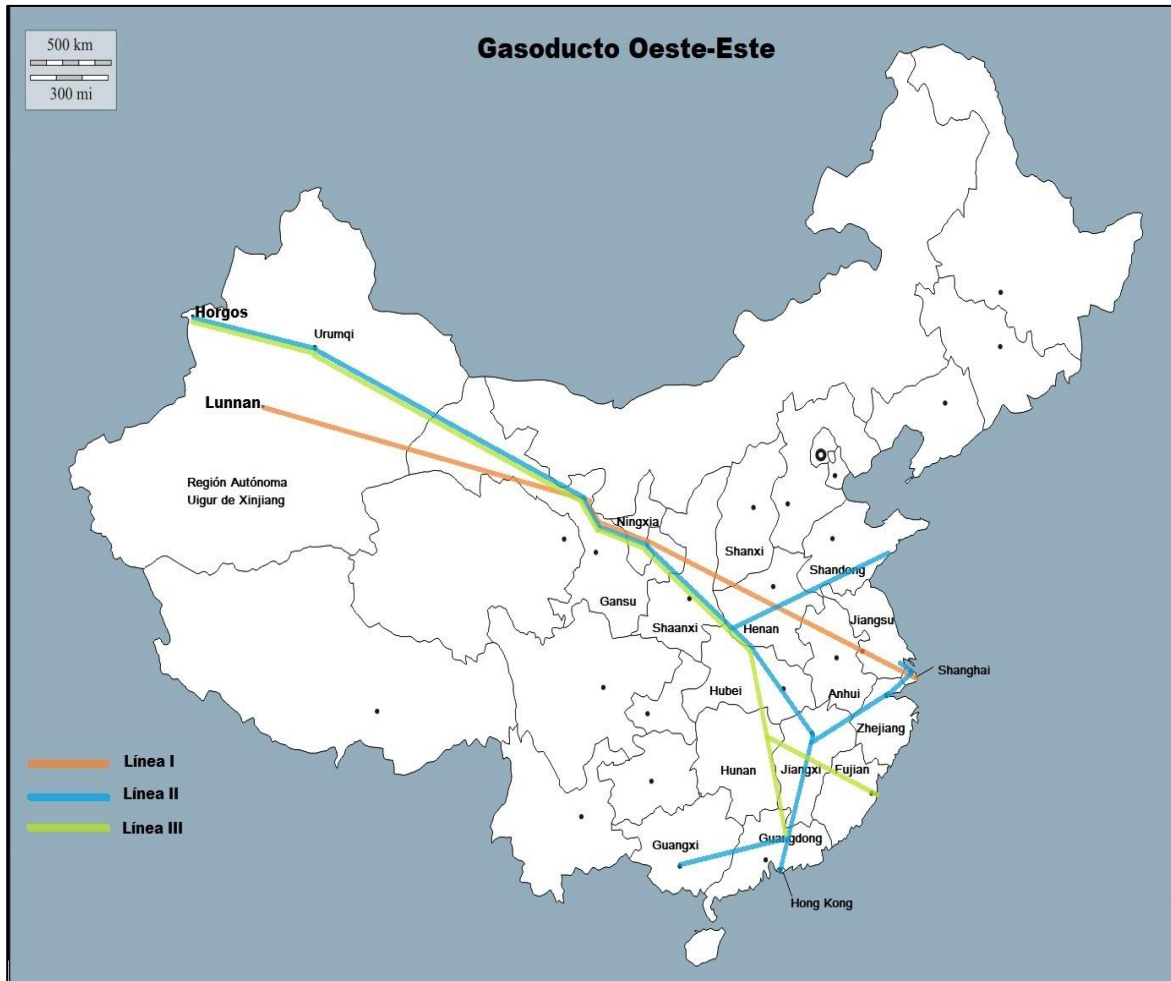 Gasoducto Oeste-Este
500 km
300 mi
.Horgos
Urumqi
Lunnan
Región Autónoma
Uigur de Xinjiang
Ningxia
Shanxi
Shandong
Gansu
Shaanxi
Henan
Jiangsu
Shanghai
Hubei
Anhui
Zhejiang
Línea I
Línea II
Línea III
Hunan
Jiangxi
Fujian
Guangxi
Guangdong
Hong Kong